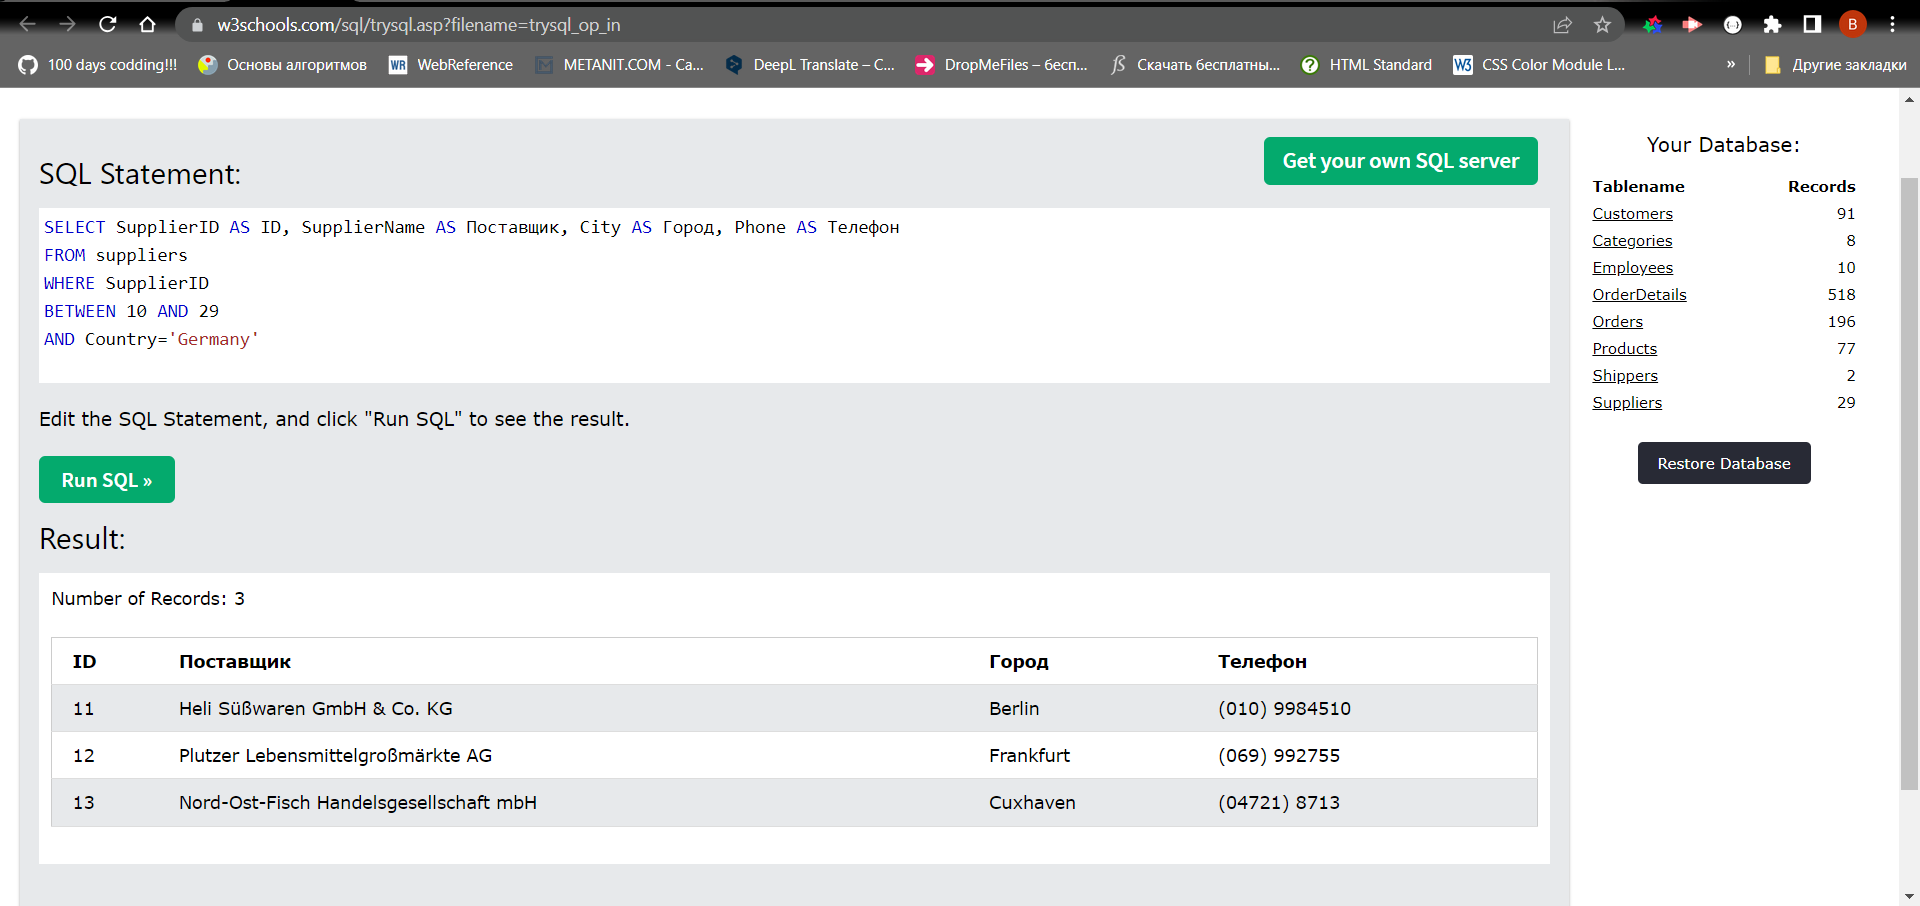 w3schools.com/sql/trysql.asp?filename=trysql_op_in
B
100 days codding!!! Основы алгоритмов WR WebReference METANIT.COM - Ca... DeepL Translate – C... DropMeFiles – бесп... fS Скачать бесплатны... HTML Standard W3 CSS Color Module L... » Другие закладки
SQL Statement:
Get your own SQL server
SELECT SupplierID AS ID, SupplierName AS Поставщик, City AS Город, Phone AS Телефон
FROM suppliers
WHERE SupplierID
BETWEEN 10 AND 29
AND Country='Germany'
Edit the SQL Statement, and click "Run SQL" to see the result.
Run SQL »
Result:
Number of Records: 3
ID Поставщик Город Телефон
11 Heli Süßwaren GmbH & Co. KG Berlin (010) 9984510
12 Plutzer Lebensmittelgroßmärkte AG Frankfurt (069) 992755
13 Nord-Ost-Fisch Handelsgesellschaft mbH Cuxhaven (04721) 8713
Your Database:
Tablename Records
Customers 91
Categories 8
Employees 10
OrderDetails 518
Orders 196
Products 77
Shippers 2
Suppliers 29
Restore Database